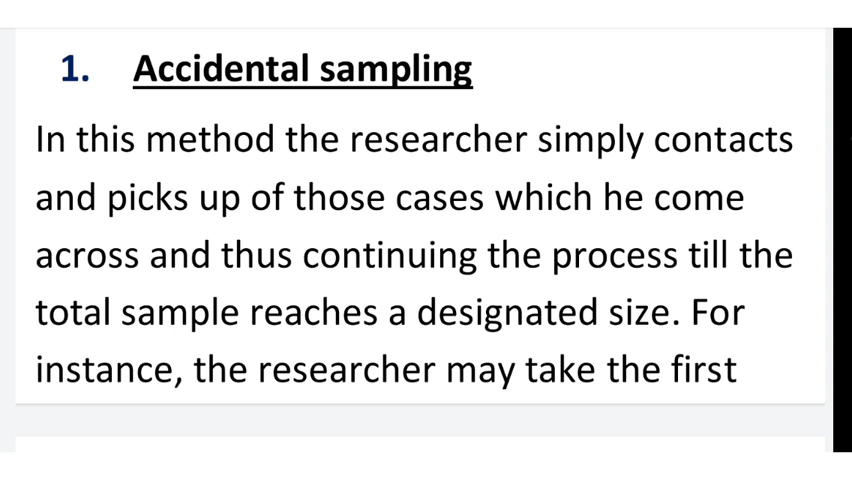 1. Accidental sampling
In this method the researcher simply contacts
and picks up of those cases which he come
across and thus continuing the process till the
total sample reaches a designated size. For
instance, the researcher may take the first